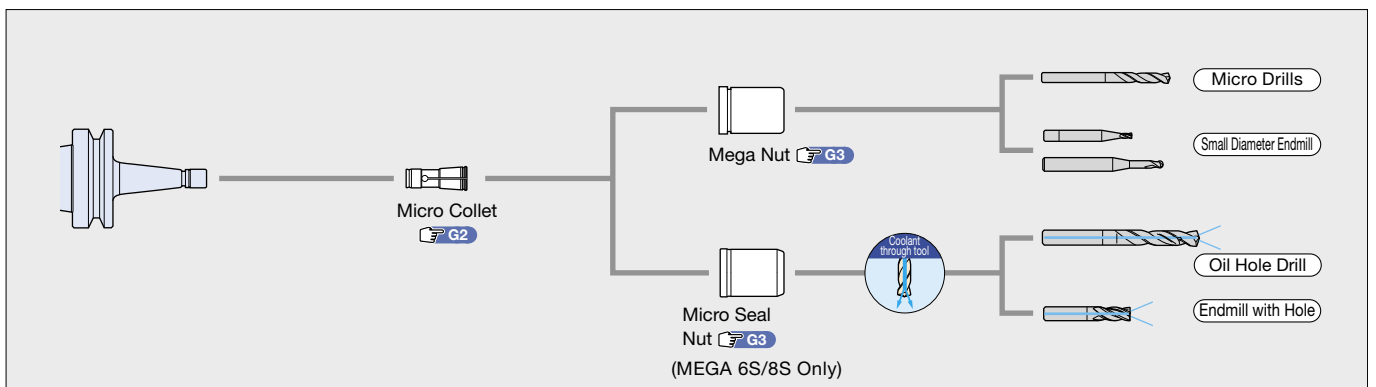 Micro Collet
G2
Mega Nut G3
Micro Drills
Small Diameter Endmill
Micro Seal
Nut G3
(MEGA 6S/8S Only)
Coolant
through tool
Oil Hole Drill
Endmill with Hole